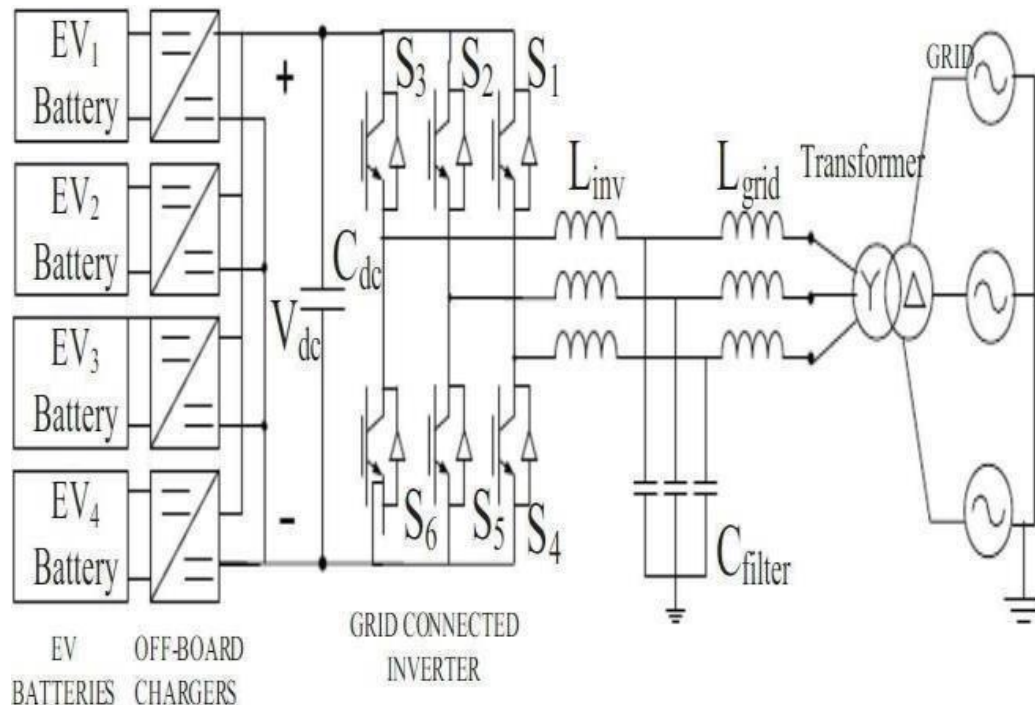 EV1
Battery
EV2
Battery
EV3
Battery
EV4
Battery
EV
BATTERIES
OFF-BOARD
CHARGERS
+
-
Vdc
Cdc
S3
S2
S1
S6
S5
S4
GRID CONNECTED
INVERTER
Linv
Lgrid
Cfilter
Transformer
Y
Δ
GRID